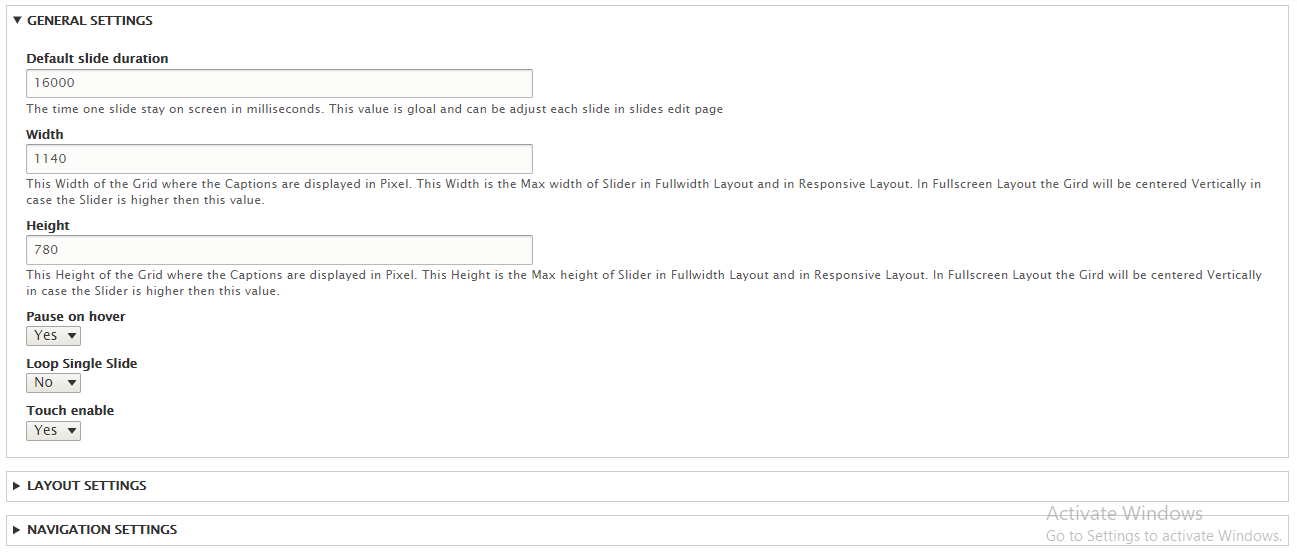 GENERAL SETTINGS
Default slide duration
16000
The time one slide stay on screen in milliseconds. This value is gloal and can be adjust each slide in slides edit page
Width
1140
This Width of the Grid where the Captions are displayed in Pixel. This Width is the Max width of Slider in Fullwidth Layout and in Responsive Layout. In Fullscreen Layout the Gird will be centered Vertically in
case the Slider is higher then this value.
Height
780
This Height of the Grid where the Captions are displayed in Pixel. This Height is the Max height of Slider in Fullwidth Layout and in Responsive Layout. In Fullscreen Layout the Gird will be centered Vertically
in case the Slider is higher then this value.
Pause on hover
Yes
Loop Single Slide
No
Touch enable
Yes
LAYOUT SETTINGS
NAVIGATION SETTINGS
Activate Windows
Go to Settings to activate Windows.